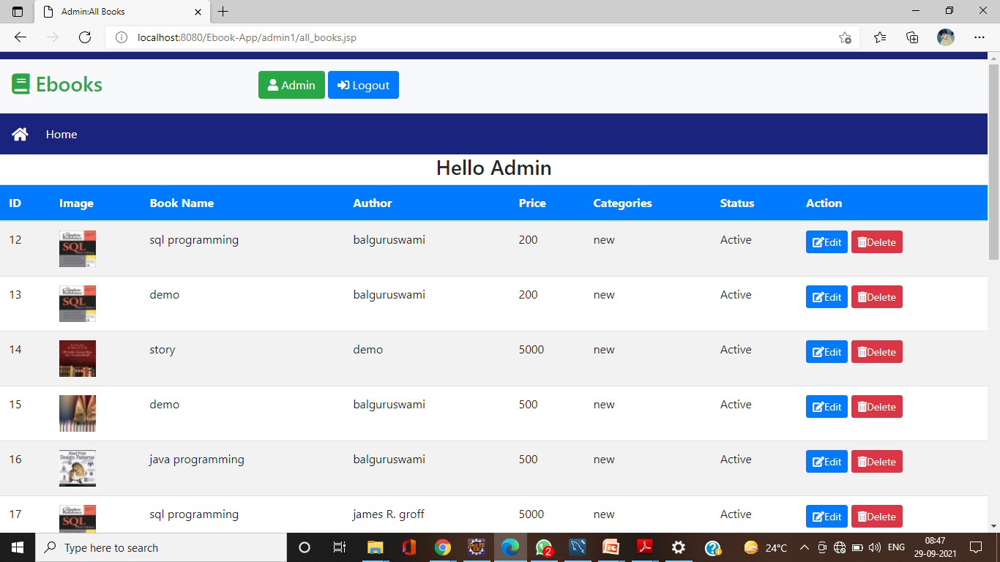 Admin:All Books
localhost:8080/Ebook-App/admin1/all_books.jsp
Ebooks Admin Logout
Home
Hello Admin
ID Image Book Name Author Price Categories Status Action
12 SQL sql programming balguruswami 200 new Active Edit Delete
13 SQL demo balguruswami 200 new Active Edit Delete
14 story demo 5000 new Active Edit Delete
15 demo balguruswami 500 new Active Edit Delete
16 Head First Design Patterns java programming balguruswami 500 new Active Edit Delete
17 SQL sql programming james R. groff 5000 new Active Edit Delete
Type here to search 2 24°C ENG 08:47
29-09-2021